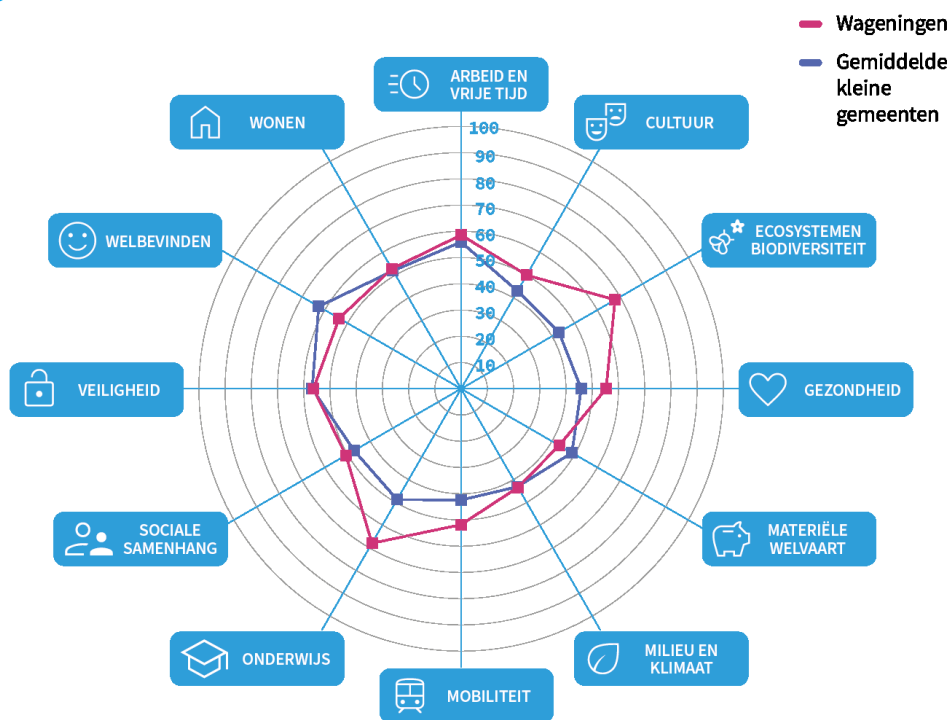 Wageningen
Gemiddelde
kleine
gemeenten
ARBEID EN
VRIJE TIJD
CULTUUR
ECOSYSTEMEN
BIODIVERSITEIT
GEZONDHEID
MATERIËLE
WELVAART
MILIEU EN
KLIMAAT
MOBILITEIT
ONDERWIJS
SOCIALE
SAMENHANG
VEILIGHEID
WELBEVINDEN
WONEN
100
90
80
70
60
50
40
30
20
10